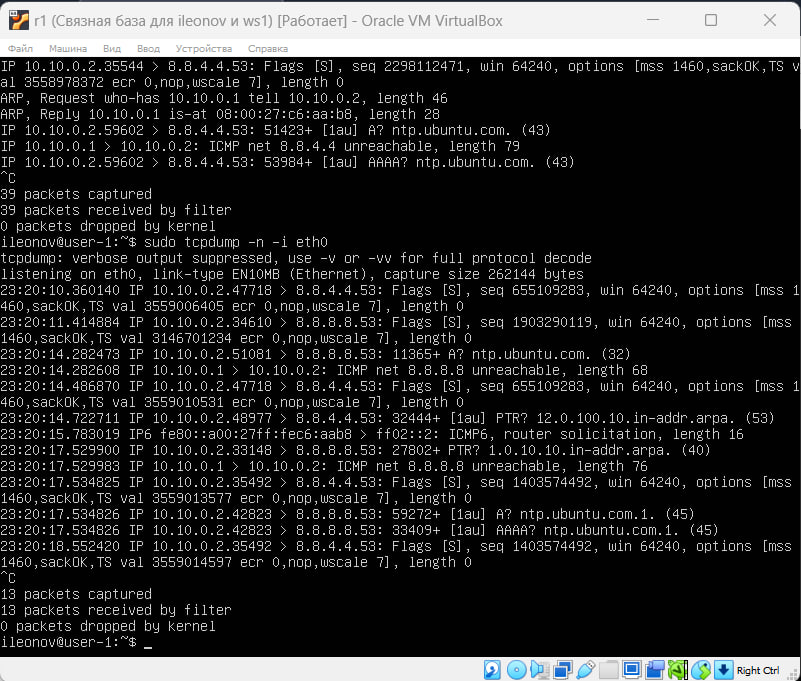 r1 (Связная база для ileonov и ws1) [Работает] - Oracle VM VirtualBox
Файл Машина Вид Ввод Устройства Справка
IP 10.10.0.2.35544 > 8.8.4.4.53: Flags [S], seq 2298112471, win 64240, options [mss 1460,sackOK,TS v
al 3558978372 ecr 0,nop,wscale 7], length 0
ARP, Request who-has 10.10.0.1 tell 10.10.0.2, length 46
ARP, Reply 10.10.0.1 is-at 08:00:27:c6:aa:b8, length 28
IP 10.10.0.2.59602 > 8.8.4.4.53: 51423+ [1au] A? ntp.ubuntu.com. (43)
IP 10.10.0.1 > 10.10.0.2: ICMP net 8.8.4.4 unreachable, length 79
IP 10.10.0.2.59602 > 8.8.4.4.53: 53984+ [1au] AAAA? ntp.ubuntu.com. (43)
^C
39 packets captured
39 packets received by filter
0 packets dropped by kernel
ileonov@user-1:~$ sudo tcpdump -n -i eth0
tcpdump: verbose output suppressed, use -v or -vv for full protocol decode
listening on eth0, link-type EN10MB (Ethernet), capture size 262144 bytes
23:20:10.360140 IP 10.10.0.2.47718 > 8.8.4.4.53: Flags [S], seq 655109283, win 64240, options [mss 1
460,sackOK,TS val 3559006405 ecr 0,nop,wscale 7], length 0
23:20:11.414884 IP 10.10.0.2.34610 > 8.8.8.8.53: Flags [S], seq 1903290119, win 64240, options [mss
1460,sackOK,TS val 3146701234 ecr 0,nop,wscale 7], length 0
23:20:14.282473 IP 10.10.0.2.51081 > 8.8.8.8.53: 11365+ A? ntp.ubuntu.com. (32)
23:20:14.282608 IP 10.10.0.1 > 10.10.0.2: ICMP net 8.8.8.8 unreachable, length 68
23:20:14.486870 IP 10.10.0.2.47718 > 8.8.4.4.53: Flags [S], seq 655109283, win 64240, options [mss 1
460,sackOK,TS val 3559010531 ecr 0,nop,wscale 7], length 0
23:20:14.722711 IP 10.10.0.2.48977 > 8.8.4.4.53: 32444+ [1au] PTR? 12.0.100.10.in-addr.arpa. (53)
23:20:15.783019 IP6 fe80::a00:27ff:fec6:aab8 > ff02::2: ICMP6, router solicitation, length 16
23:20:17.529900 IP 10.10.0.2.33148 > 8.8.8.8.53: 27802+ PTR? 1.0.10.10.in-addr.arpa. (40)
23:20:17.529983 IP 10.10.0.1 > 10.10.0.2: ICMP net 8.8.8.8 unreachable, length 76
23:20:17.534825 IP 10.10.0.2.35492 > 8.8.4.4.53: Flags [S], seq 1403574492, win 64240, options [mss
1460,sackOK,TS val 3559013577 ecr 0,nop,wscale 7], length 0
23:20:17.534826 IP 10.10.0.2.42823 > 8.8.4.4.53: 59272+ [1au] A? ntp.ubuntu.com.1. (45)
23:20:17.534826 IP 10.10.0.2.42823 > 8.8.4.4.53: 33409+ [1au] AAAA? ntp.ubuntu.com.1. (45)
23:20:18.552420 IP 10.10.0.2.35492 > 8.8.4.4.53: Flags [S], seq 1403574492, win 64240, options [mss
1460,sackOK,TS val 3559014597 ecr 0,nop,wscale 7], length 0
^C
13 packets captured
13 packets received by filter
0 packets dropped by kernel
ileonov@user-1:~$ _
Right Ctrl